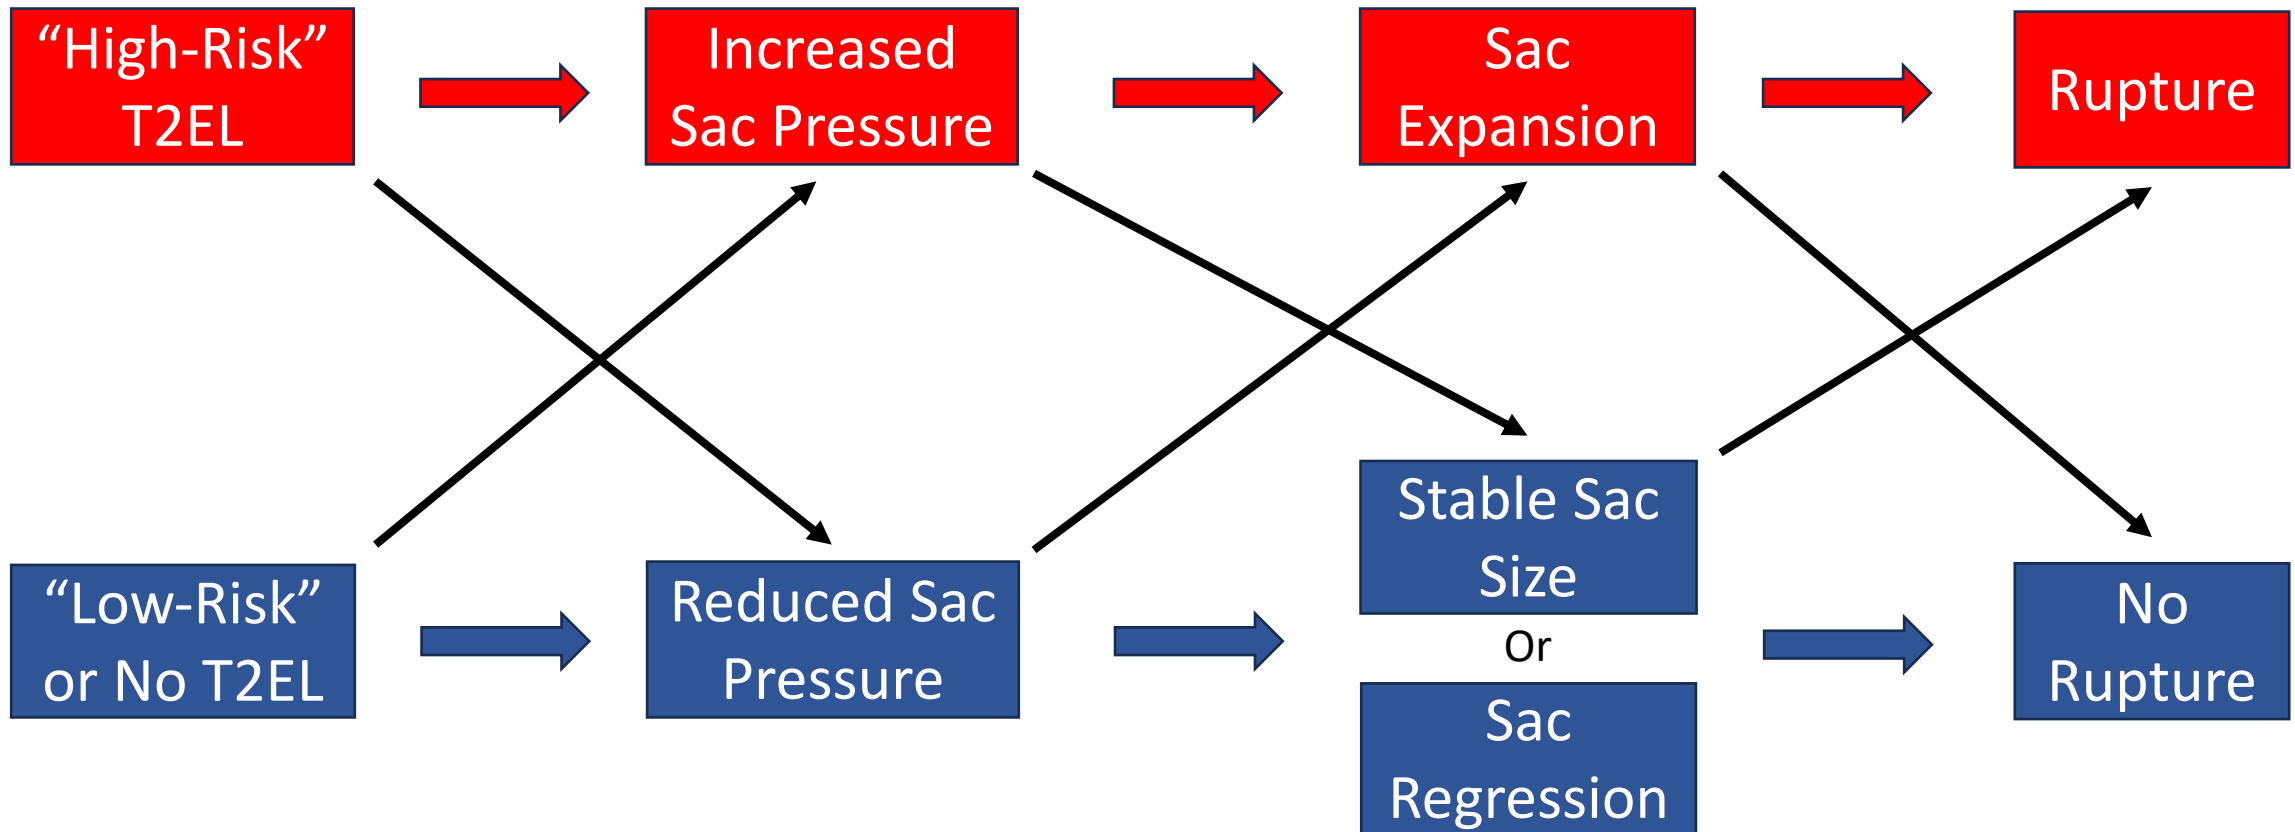 “High-Risk”
T2EL
Increased
Sac Pressure
Sac
Expansion
Rupture
“Low-Risk”
or No T2EL
Reduced Sac
Pressure
Stable Sac
Size
Or
Sac
Regression
No
Rupture